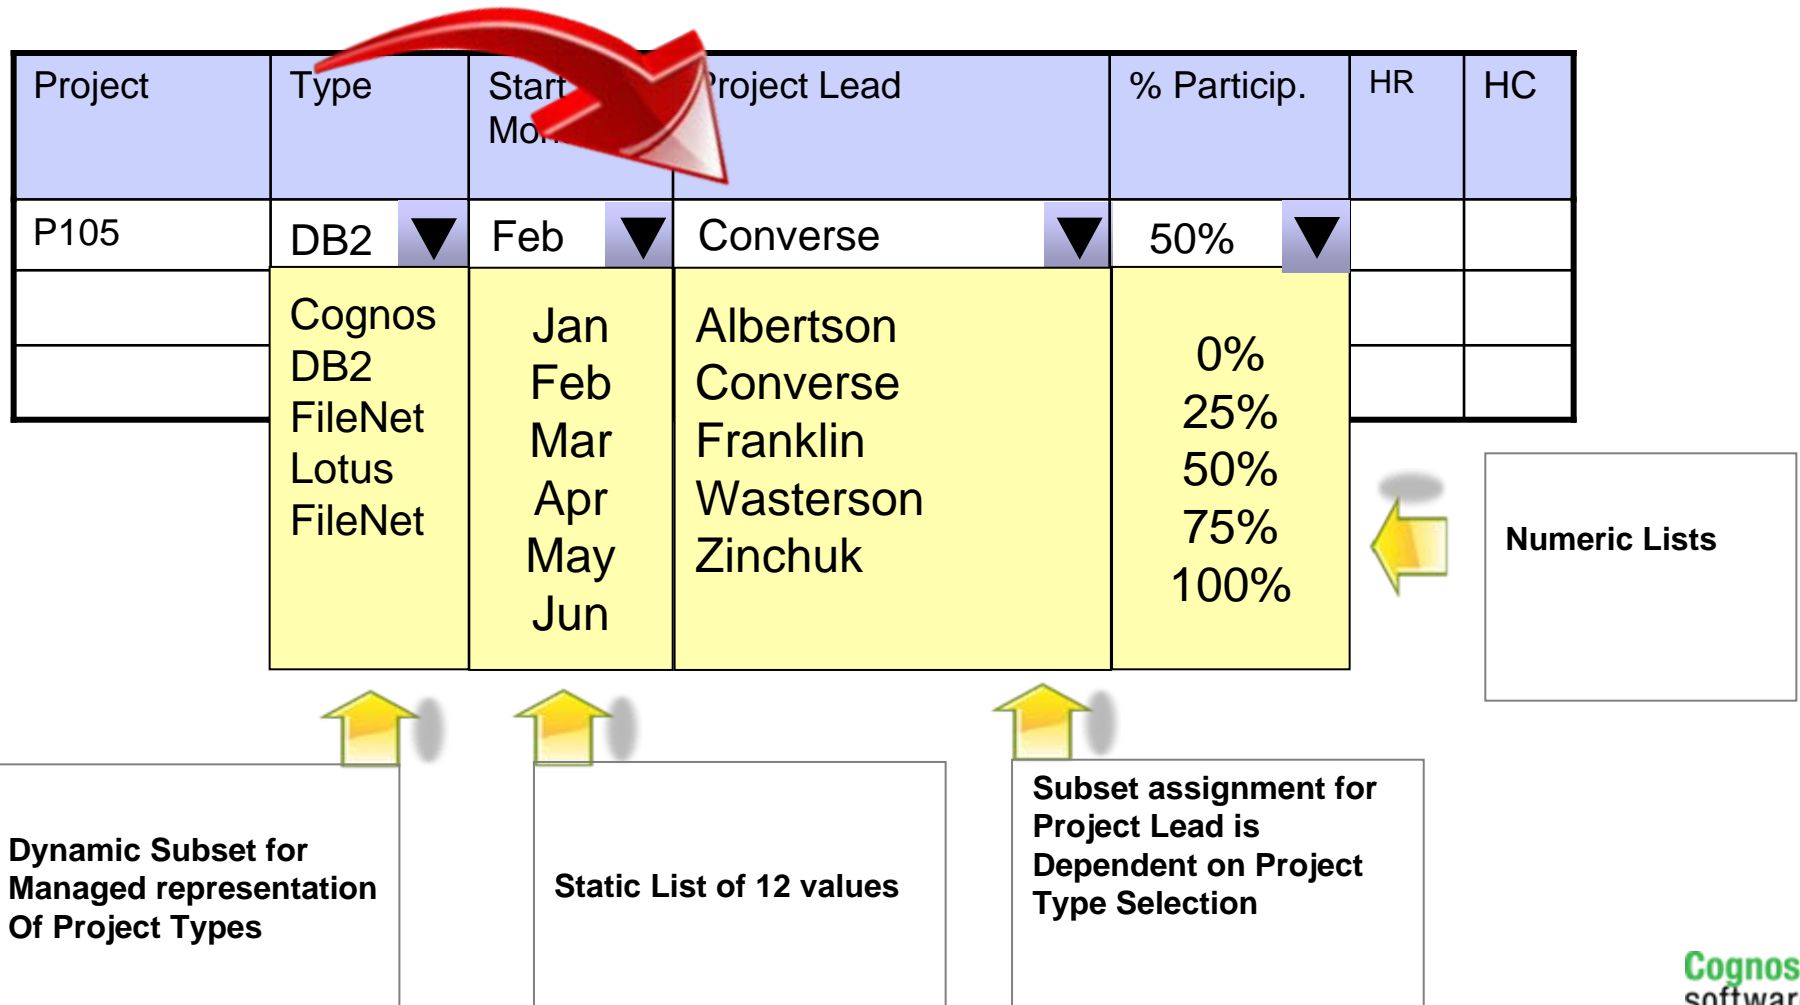 Project
Type
Start
Project Lead
% Particip.
HR
HC
P105
DB2
Feb
Converse
50%
Cognos
DB2
FileNet
Lotus
FileNet
Jan
Feb
Mar
Apr
May
Jun
Albertson
Converse
Franklin
Wasterson
Zinchuk
0%
25%
50%
75%
100%
Numeric Lists
Dynamic Subset for
Managed representation
Of Project Types
Static List of 12 values
Subset assignment for
Project Lead is
Dependent on Project
Type Selection
Cognos